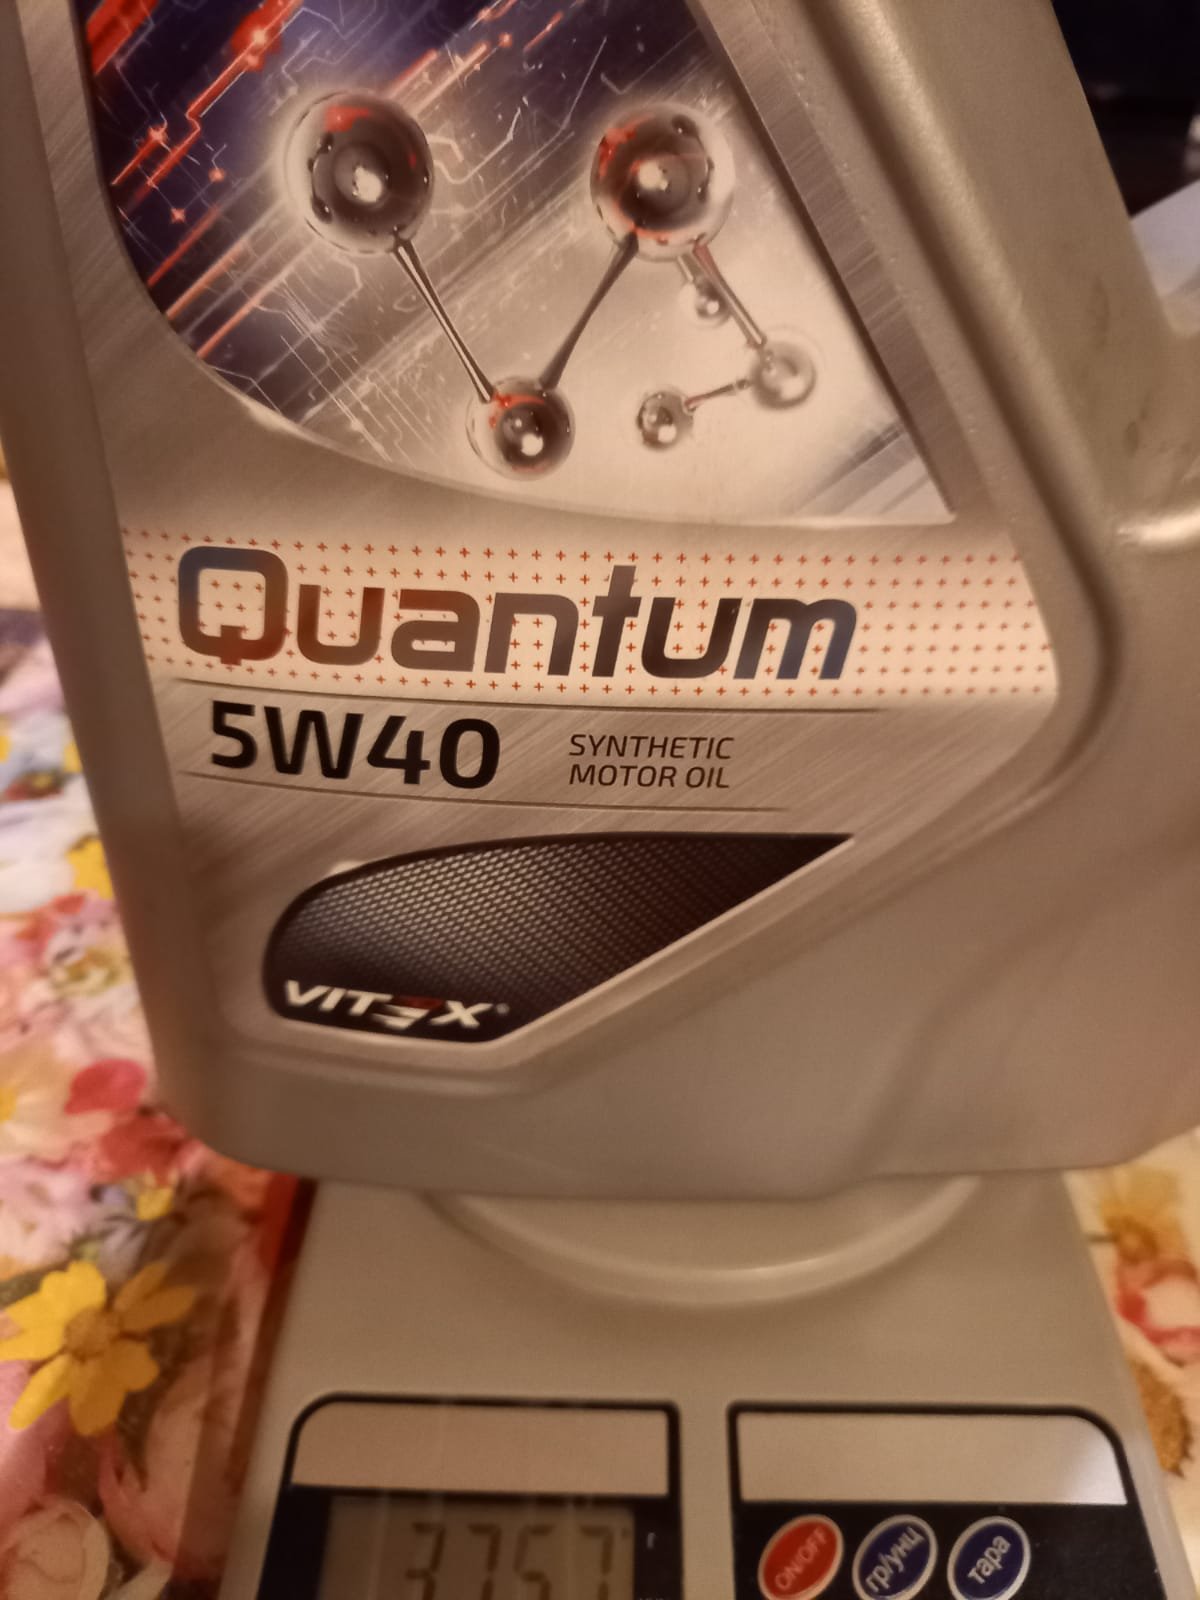 Quantum
5W40
SYNTHETIC
MOTOR OIL
VITEX®
3757
ON/OFF
гр/унц
тара